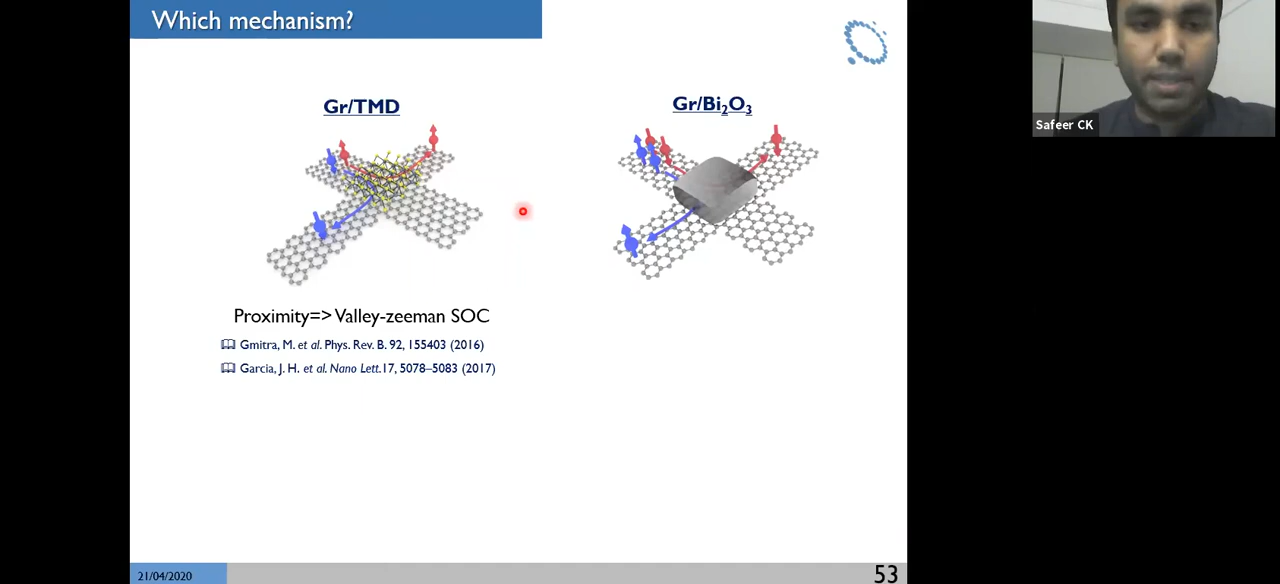 Which mechanism?
Safeer CK
Gr/TMD
Gr/Bi₂O₃
Proximity=> Valley-zeeman SOC
Gmitra, M. et al. Phys. Rev. B. 92, 155403 (2016)
Garcia, J. H. et al. Nano Lett.17, 5078–5083 (2017)
21/04/2020
53